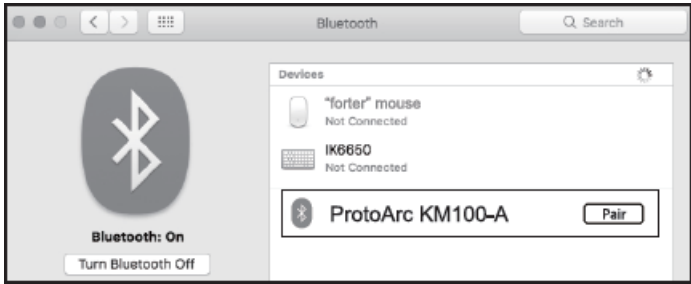 Bluetooth
Search
Devices
"forter" mouse
Not Connected
IK6650
Not Connected
ProtoArc KM100-A
Pair
Bluetooth: On
Turn Bluetooth Off